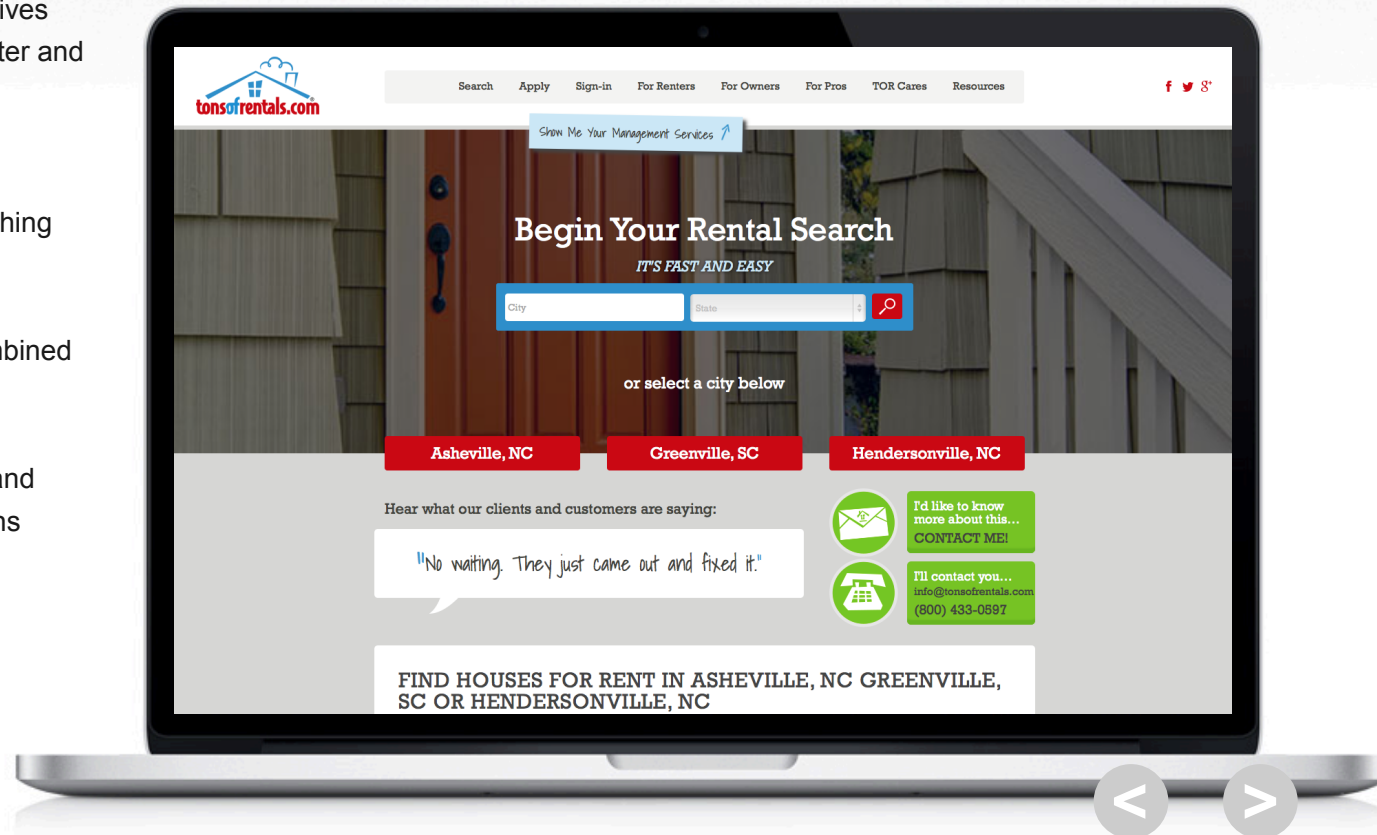 ives
ter and
hing
nbined
and
ns
tonsofrentals.com
Search Apply Sign-in For Renters For Owners For Pros TOR Cares Resources
f 8+
Show Me Your Management Services
Begin Your Rental Search
IT'S FAST AND EASY
City State
or select a city below
Asheville, NC Greenville, SC Hendersonville, NC
Hear what our clients and customers are saying:
"No waiting. They just came out and fixed it."
I'd like to know
more about this...
CONTACT ME!
I'll contact you...
info@tonsofrentals.com
(800) 433-0597
FIND HOUSES FOR RENT IN ASHEVILLE, NC GREENVILLE,
SC OR HENDERSONVILLE, NC
< >